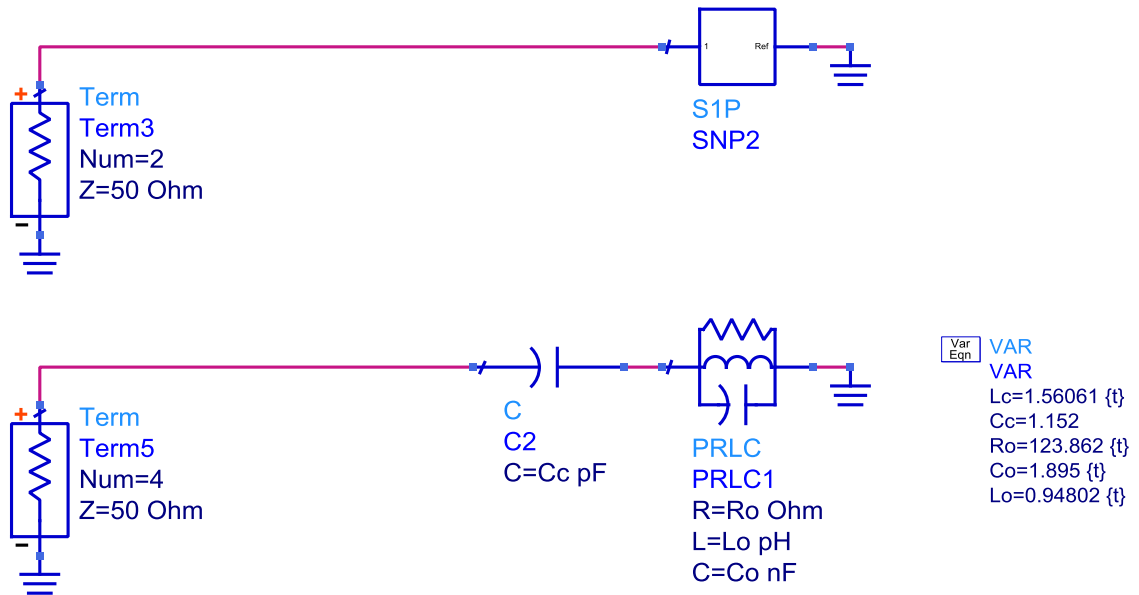 1
Ref
+
Term
Term3
Num=2
Z=50 Ohm
-
S1P
SNP2
+
Term
Term5
Num=4
Z=50 Ohm
-
C
C2
C=Cc pF
PRLC
PRLC1
R=Ro Ohm
L=Lo pH
C=Co nF
Var
Eqn
VAR
VAR
Lc=1.56061 {t}
Cc=1.152
Ro=123.862 {t}
Co=1.895 {t}
Lo=0.94802 {t}